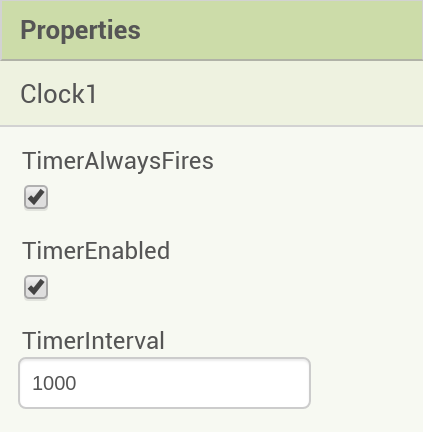 Properties
Clock1
TimerAlwaysFires
TimerEnabled
TimerInterval
1000